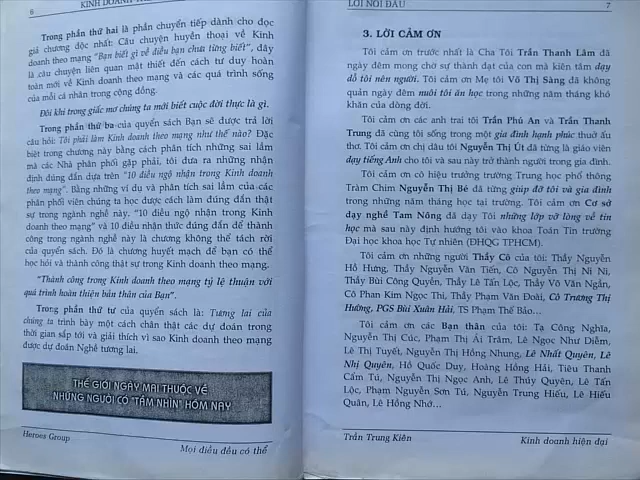 6
KINH DOANH
Trong phần thứ hai là phần chuyển tiếp dành cho đọc
giả chương độc nhất: Câu chuyện huyền thoại về Kinh
doanh theo mạng "Bạn biết gì về điều bạn chưa từng biết", đây
là câu chuyện liên quan mật thiết đến cách tư duy hoàn
toàn mới về Kinh doanh theo mạng và các quá trình sống
của mỗi cá nhân trong cộng đồng.
Đôi khi trong giấc mơ chúng ta mới biết cuộc đời thực là gì.
Trong phần thứ ba của quyển sách Bạn sẽ được trả lời
câu hỏi: Tôi phải làm Kinh doanh theo mạng như thế nào? Đặc
biệt trong chương này bằng cách phân tích những sai lầm
mà các Nhà phân phối gặp phải, tôi đưa ra những nhận
định đúng đắn dựa trên "10 điều ngộ nhận trong Kinh doanh
theo mạng". Bằng những ví dụ và phân tích sai lầm của các
phân phối viên chúng ta học được cách làm đúng đắn thật
sự trong ngành nghề này. "10 điều ngộ nhận trong Kinh
doanh theo mạng" và 10 điều nhận thức đúng đắn để thành
công trong ngành nghề này là chương không thể tách rời
của quyển sách. Đó là chương huyết mạch để bạn có thể
học hỏi và thành công thật sự trong Kinh doanh theo mạng.
"Thành công trong Kinh doanh theo mạng tỷ lệ thuận với
quá trình hoàn thiện bản thân của Bạn".
Trong phần thứ tư của quyển sách là: Tương lai của
chúng ta trình bày một cách chân thật các dự đoán trong
thời gian sắp tới và giải thích vì sao Kinh doanh theo mạng
được dự đoán Nghề tương lai.
THẾ GIỚI NGÀY MAI THUỘC VỀ
NHỮNG NGƯỜI CÓ "TẦM NHÌN" HÔM NAY
Heroes Group
Mọi điều đều có thể
LỜI NÓI ĐẦU
7
3. LỜI CẢM ƠN
Tôi cảm ơn trước nhất là Cha Tôi Trần Thanh Lâm đã
ngày đêm mong chờ sự thành đạt của con mà kiên tâm dạy
dỗ tôi nên người. Tôi cảm ơn Mẹ tôi Võ Thị Sàng đã không
quản ngày đêm nuôi tôi ăn học trong những năm tháng khó
khăn của dòng đời.
Tôi cảm ơn các anh trai tôi Trần Phú An và Trần Thanh
Trung đã cùng tôi sống trong một gia đình hạnh phúc thuở ấu
thơ. Tôi cảm ơn chị dâu tôi Nguyễn Thị Út đã từng là giáo viên
dạy tiếng Anh cho tôi và sau này trở thành người trong gia đình.
Tôi cảm ơn cô hiệu trưởng trường Trung học phổ thông
Tràm Chim Nguyễn Thị Bè đã từng giúp đỡ tôi và gia đình
trong những năm tháng học tại trường. Tôi cảm ơn Cơ sở
dạy nghề Tam Nông đã dạy Tôi những lớp vỡ lòng về tin
học mà sau này định hướng tôi vào khoa Toán Tin trường
Đại học khoa học Tự nhiên (ĐHQG TPHCM).
Tôi cảm ơn những người Thầy Cô của tôi: Thầy Nguyễn
Hồ Hưng, Thầy Nguyễn Văn Tiến, Cô Nguyễn Thị Ni Ni,
Thầy Bùi Công Quyền, Thầy Lê Tấn Lộc, Thầy Võ Văn Ngẫn,
Cô Phan Kim Ngọc Thi, Thầy Phạm Văn Đoài, Cô Trương Thị
Hường, PGS Bùi Xuân Hải, TS Phạm Thế Bảo...
Tôi cảm ơn các Bạn thân của tôi: Tạ Công Nghĩa,
Nguyễn Thị Cúc, Phạm Thị Ái Trâm, Lê Ngọc Như Diễm,
Lê Thị Tuyết, Nguyễn Thị Hồng Nhung, Lê Nhất Quyên, Lê
Nhị Quyên, Hồ Quốc Duy, Hoàng Hồng Hải, Tiêu Thanh
Cẩm Tú, Nguyễn Thị Ngọc Anh, Lê Thúy Quyên, Lê Tấn
Lộc, Phạm Nguyễn Sơn Tú, Nguyễn Trung Hiếu, Lê Hiếu
Quân, Lê Hồng Nhớ...
Trần Trung Kiên
Kinh doanh hiện đại